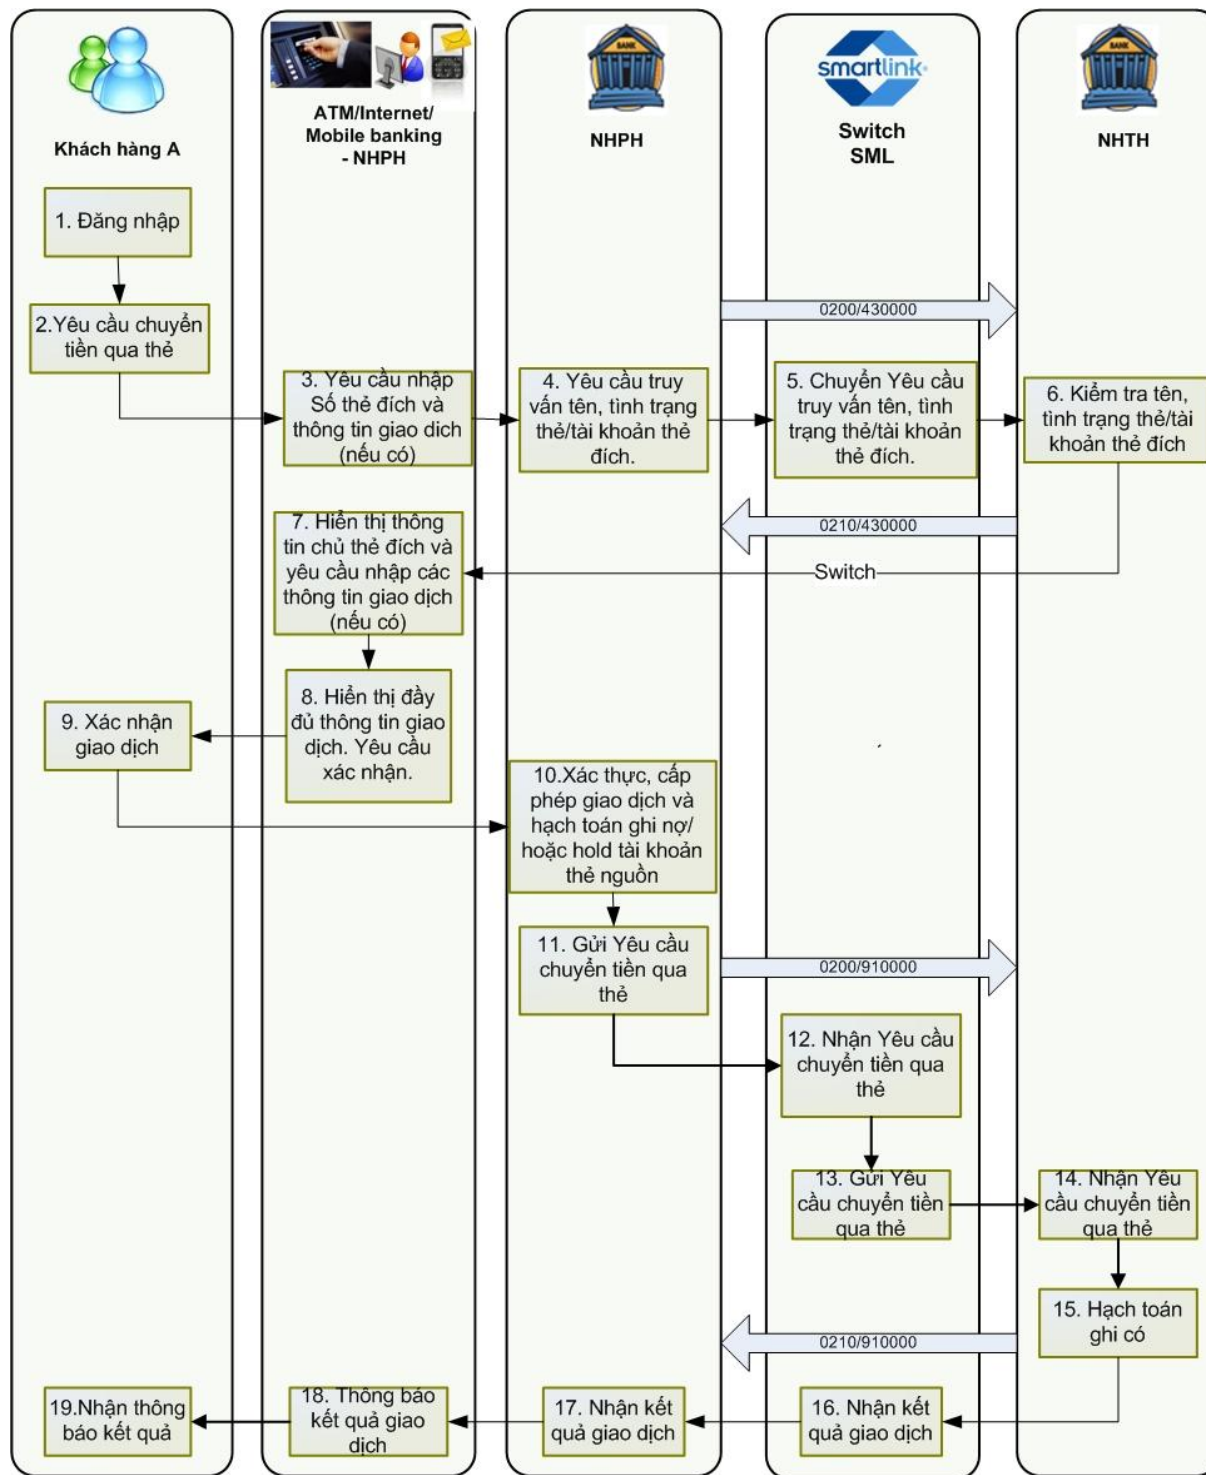 smartlink
Khách hàng A
ATM/Internet/
Mobile banking
- NHPH
NHPH
Switch
SML
NHTH
BANK
BANK
1. Đăng nhập
2.Yêu cầu chuyển
tiền qua thẻ
0200/430000
3. Yêu cầu nhập
Số thẻ đích và
thông tin giao dich
(nếu có)
4. Yêu cầu truy
vấn tên, tình trạng
thẻ/tài khoản thẻ
đích.
5. Chuyển Yêu cầu
truy vấn tên, tình
trạng thẻ/tài khoản
thẻ đích.
6. Kiểm tra tên,
tình trạng thẻ/tài
khoản thẻ đích
0210/430000
7. Hiển thị thông
tin chủ thẻ đích và
yêu cầu nhập các
thông tin giao dịch
(nếu có)
Switch
8. Hiển thị đầy
đủ thông tin giao
dịch. Yêu cầu
xác nhận.
9. Xác nhận
giao dịch
10.Xác thực, cấp
phép giao dịch và
hạch toán ghi nợ/
hoặc hold tài khoản
thẻ nguồn
11. Gửi Yêu cầu
chuyển tiền qua
thẻ
0200/910000
12. Nhận Yêu cầu
chuyển tiền qua
thẻ
13. Gửi Yêu
cầu chuyển tiền
qua thẻ
14. Nhận Yêu
cầu chuyển tiền
qua thẻ
15. Hạch toán
ghi có
0210/910000
16. Nhận kết
quả giao dịch
17. Nhận kết
quả giao dịch
18. Thông báo
kết quả giao
dịch
19.Nhận thông
báo kết quả